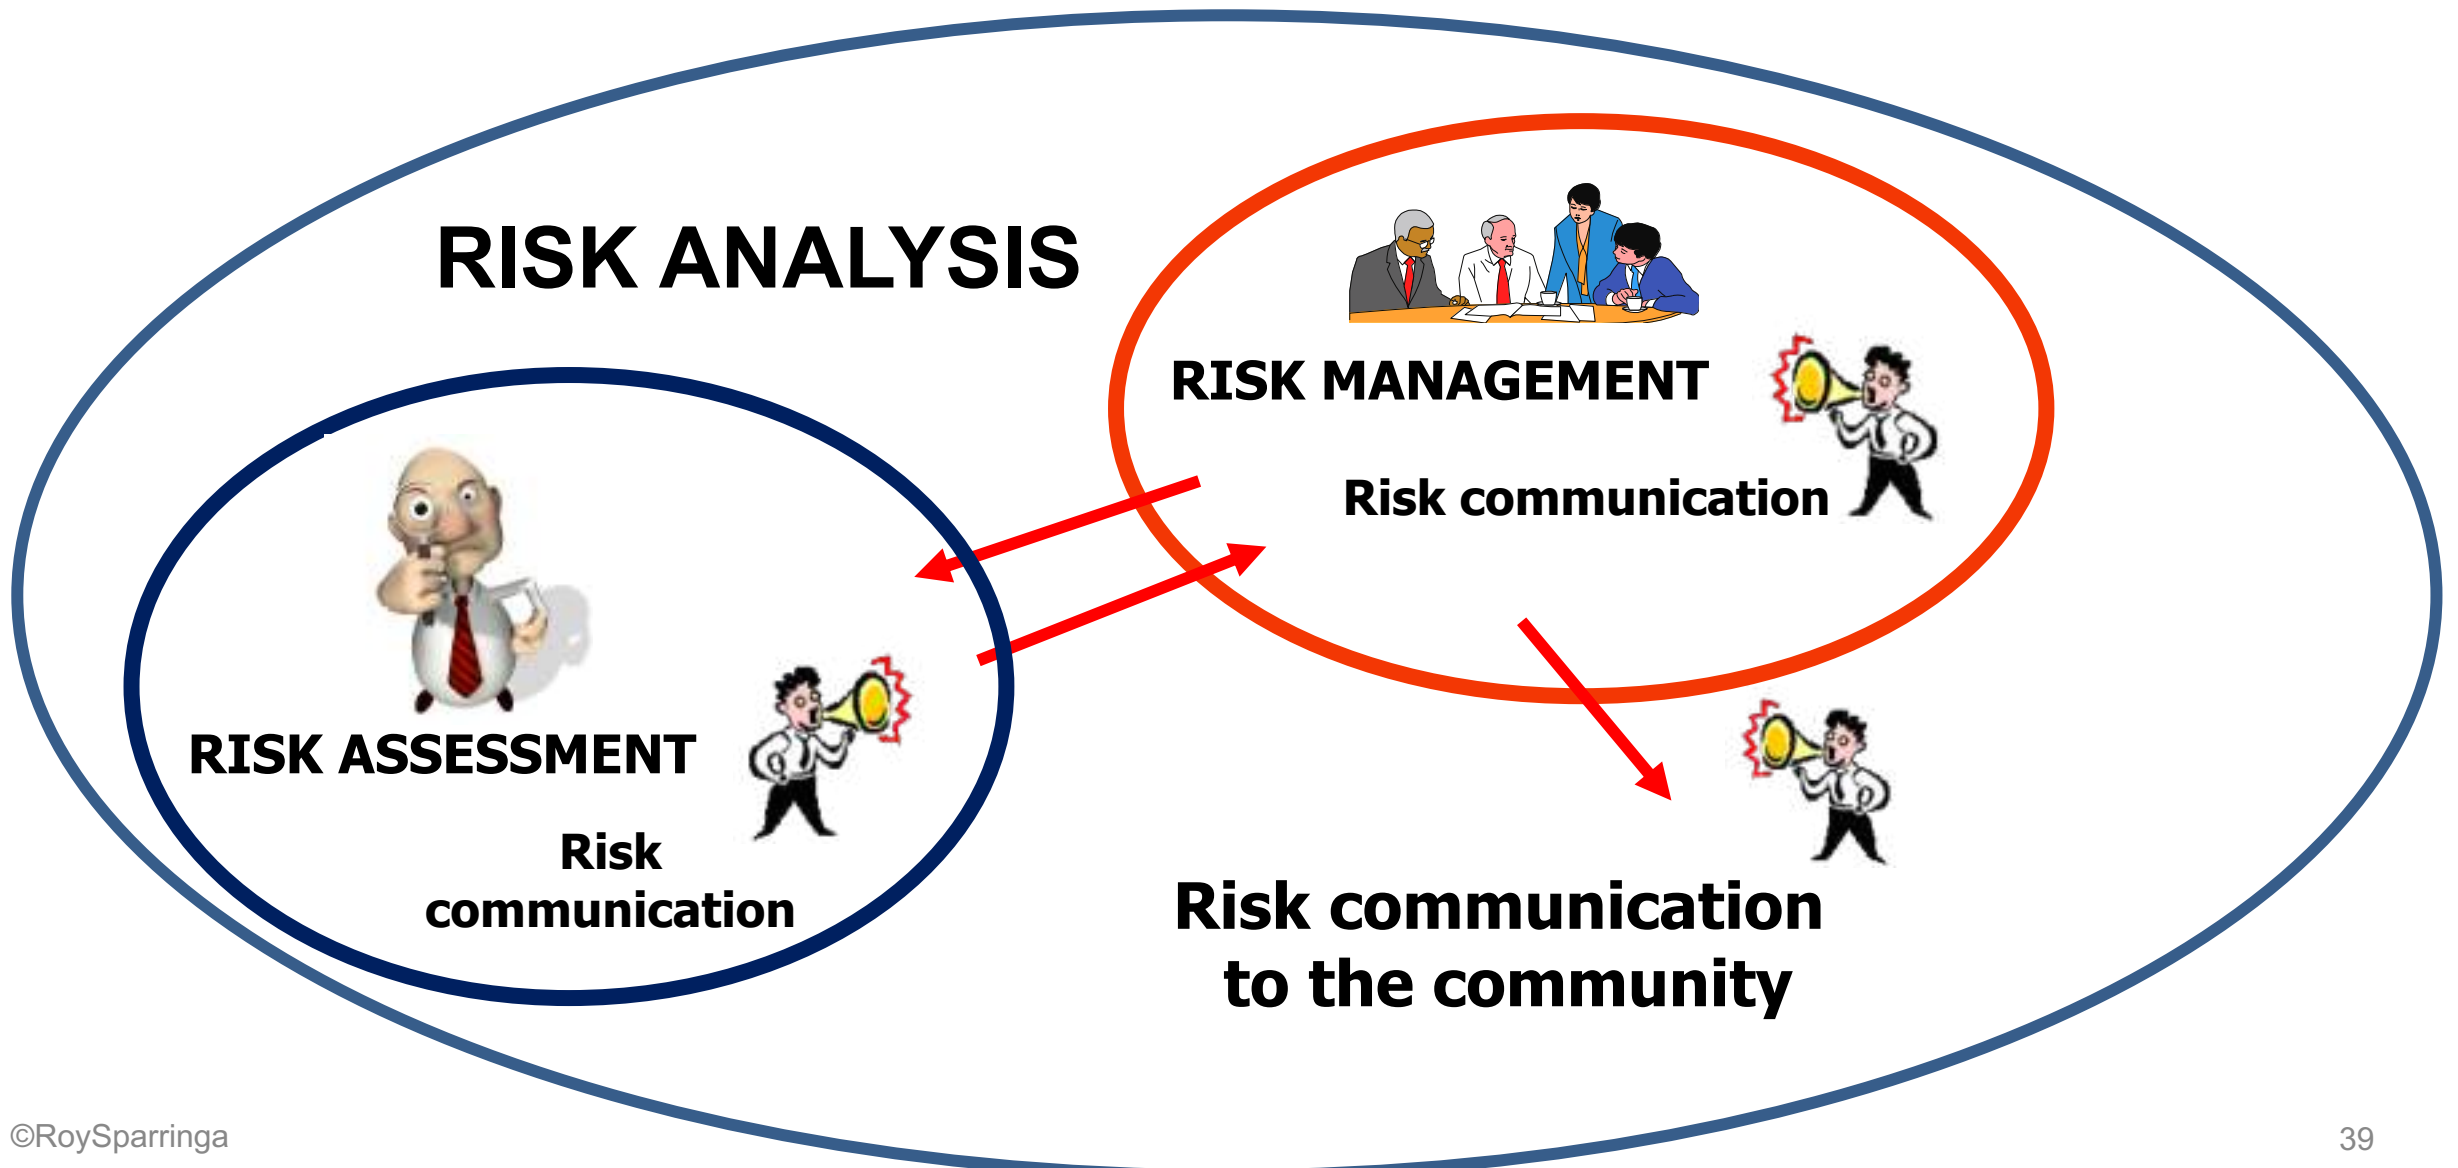 RISK ANALYSIS
RISK MANAGEMENT
Risk communication
RISK ASSESSMENT
Risk
communication
Risk communication
to the community
©RoySparringa
39